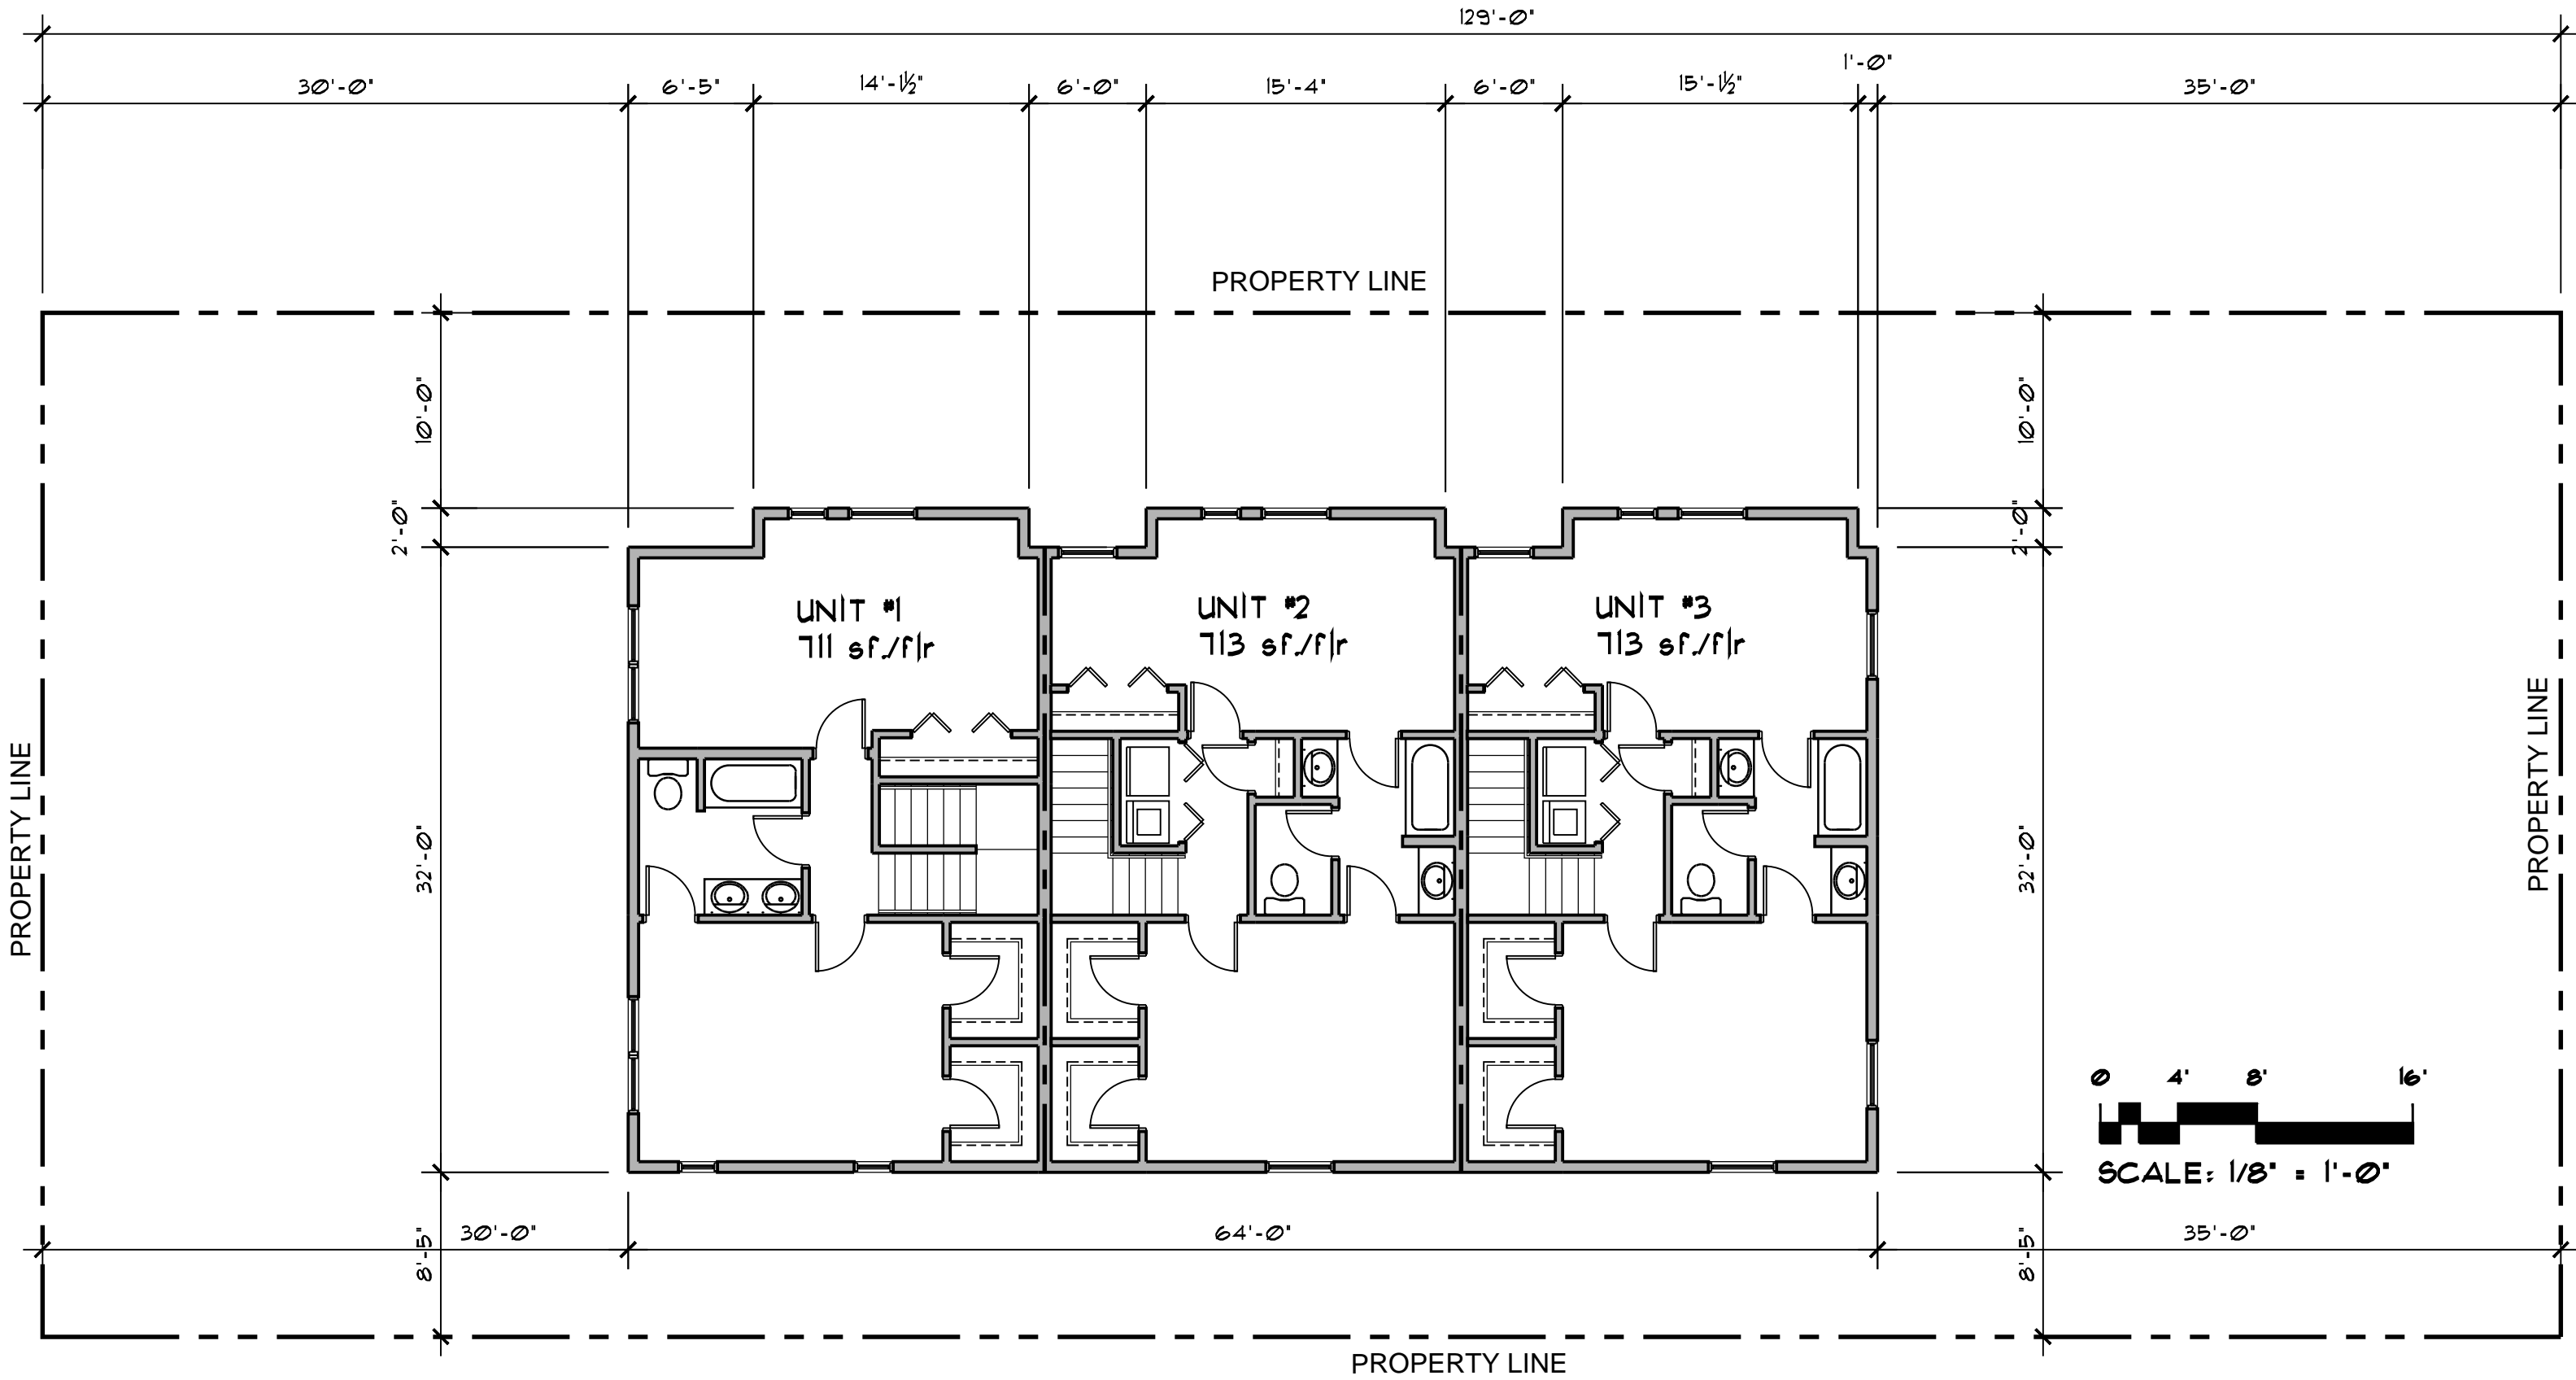 129'-0"
1'-0"
30'-0" 6'-5" 14'-1½" 6'-0" 15'-4" 6'-0" 15'-1½" 35'-0"
PROPERTY LINE
10'-0" 10'-0"
2'-0" 2'-0"
UNIT #1
711 sf./flr
UNIT #2
713 sf./flr
UNIT #3
713 sf./flr
PROPERTY LINE
32'-0" 32'-0"
PROPERTY LINE
0 4' 8' 16'
SCALE: 1/8" = 1'-0"
8'-5" 30'-0" 64'-0" 8'-5" 35'-0"
PROPERTY LINE